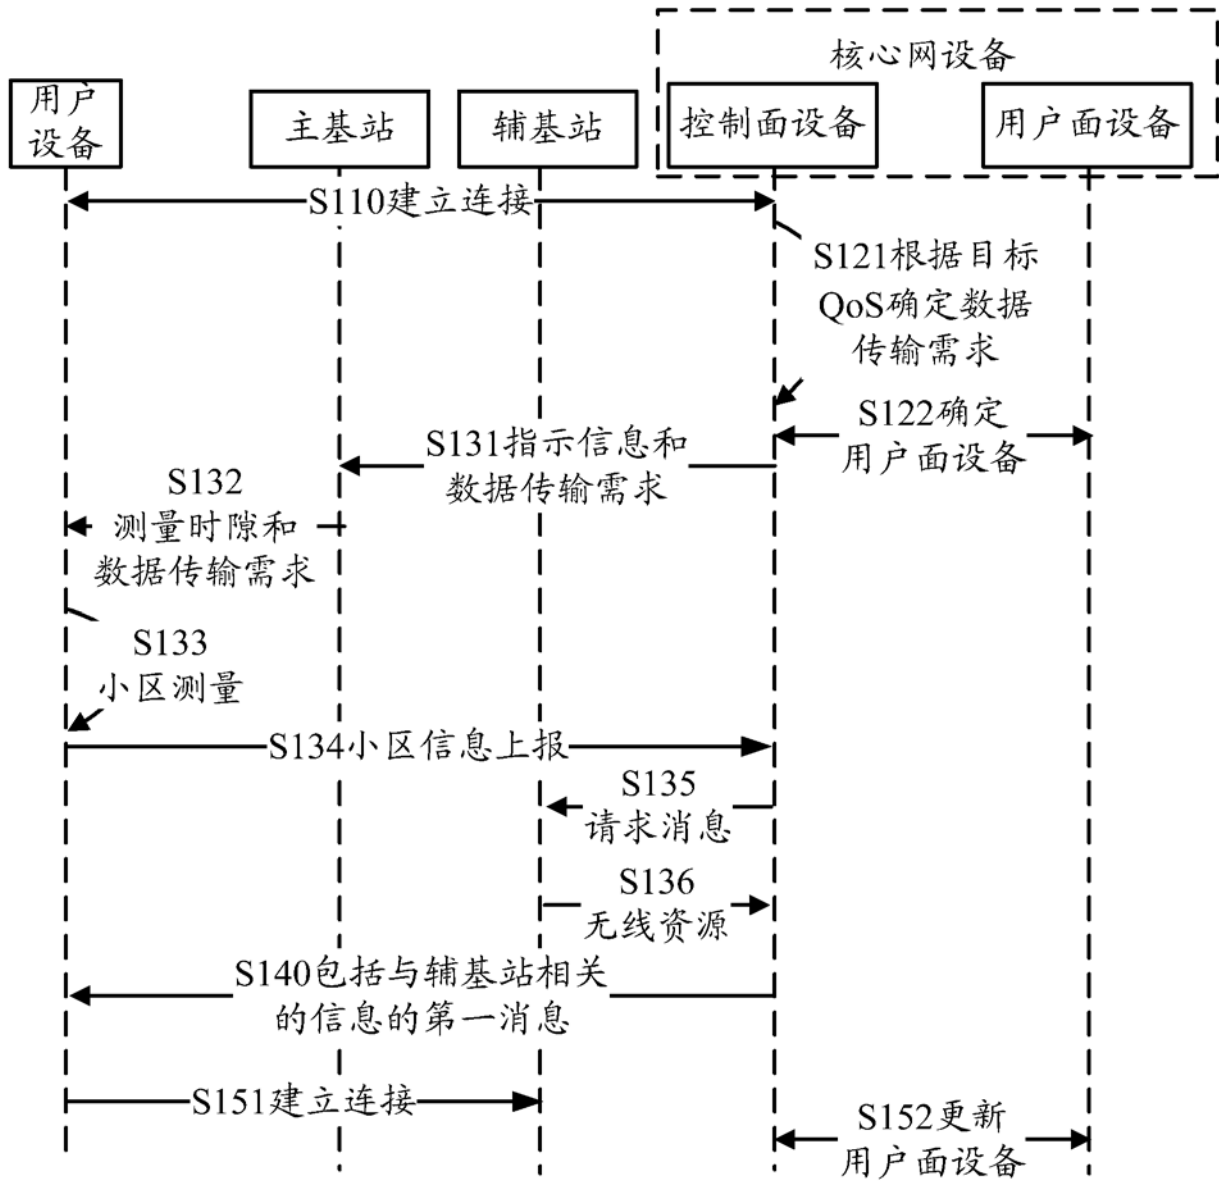 核心网设备
用户
设备
主基站
辅基站
控制面设备
用户面设备
S110建立连接
S121根据目标
QoS确定数据
传输需求
S122确定
用户面设备
S131指示信息和
数据传输需求
S132
测量时隙和
数据传输需求
S133
小区测量
S134小区信息上报
S135
请求消息
S136
无线资源
S140包括与辅基站相关
的信息的第一消息
S151建立连接
S152更新
用户面设备